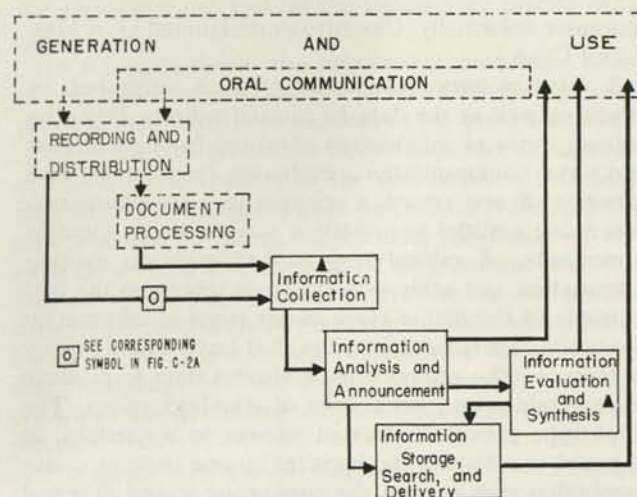 GENERATION AND USE
ORAL COMMUNICATION
RECORDING AND
DISTRIBUTION
DOCUMENT
PROCESSING
O
Information
Collection
O SEE CORRESPONDING
SYMBOL IN FIG. C-2A
Information
Analysis and
Announcement
Information
Evaluation
and
Synthesis
Information
Storage,
Search, and
Delivery